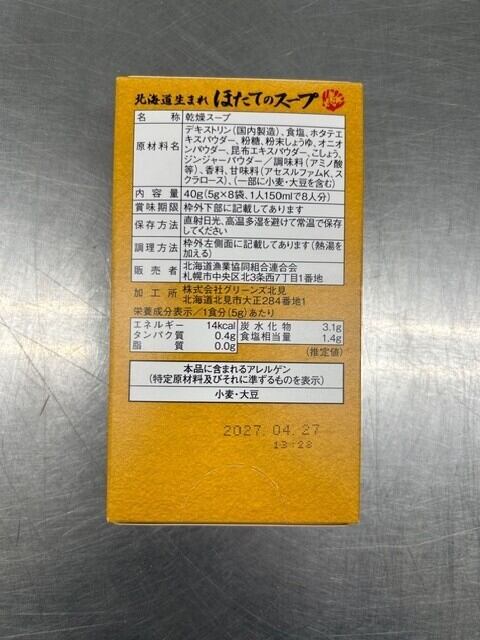 北海道生まれ ほたてのスープ
名称 乾燥スープ
原材料名 デキストリン(国内製造)、食塩、ホタテエ
キスパウダー、粉糖、粉末しょうゆ、オニオ
ンパウダー、昆布エキスパウダー、こしょう、
ジンジャーパウダー／調味料(アミノ酸
等)、香料、甘味料(アセスルファムK、ス
クラロース)、(一部に小麦・大豆を含む)
内容量 40g(5g×8袋、1人150mlで8人分)
賞味期限 枠外下部に記載してあります
保存方法 直射日光、高温多湿を避けて常温で保存
してください
調理方法 枠外左側面に記載してあります(熱湯を
加える)
販売者 北海道漁業協同組合連合会
札幌市中央区北3条西7丁目1番地
加工所 株式会社グリーンズ北見
北海道北見市大正284番地1
栄養成分表示／1食分(5g)あたり
エネルギー 14kcal 炭水化物 3.1g
タンパク質 0.4g 食塩相当量 1.4g
脂質 0.0g (推定値)
本品に含まれるアレルゲン
(特定原材料及びそれに準ずるものを表示)
小麦・大豆
2027.04.27
13:23